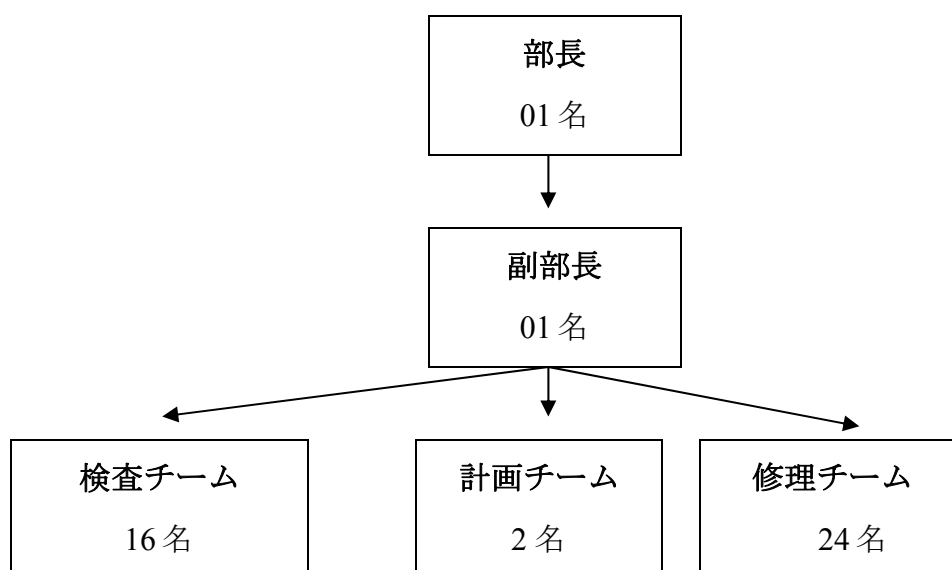 部長
01 名
副部長
01 名
検査チーム
16 名
計画チーム
2 名
修理チーム
24 名